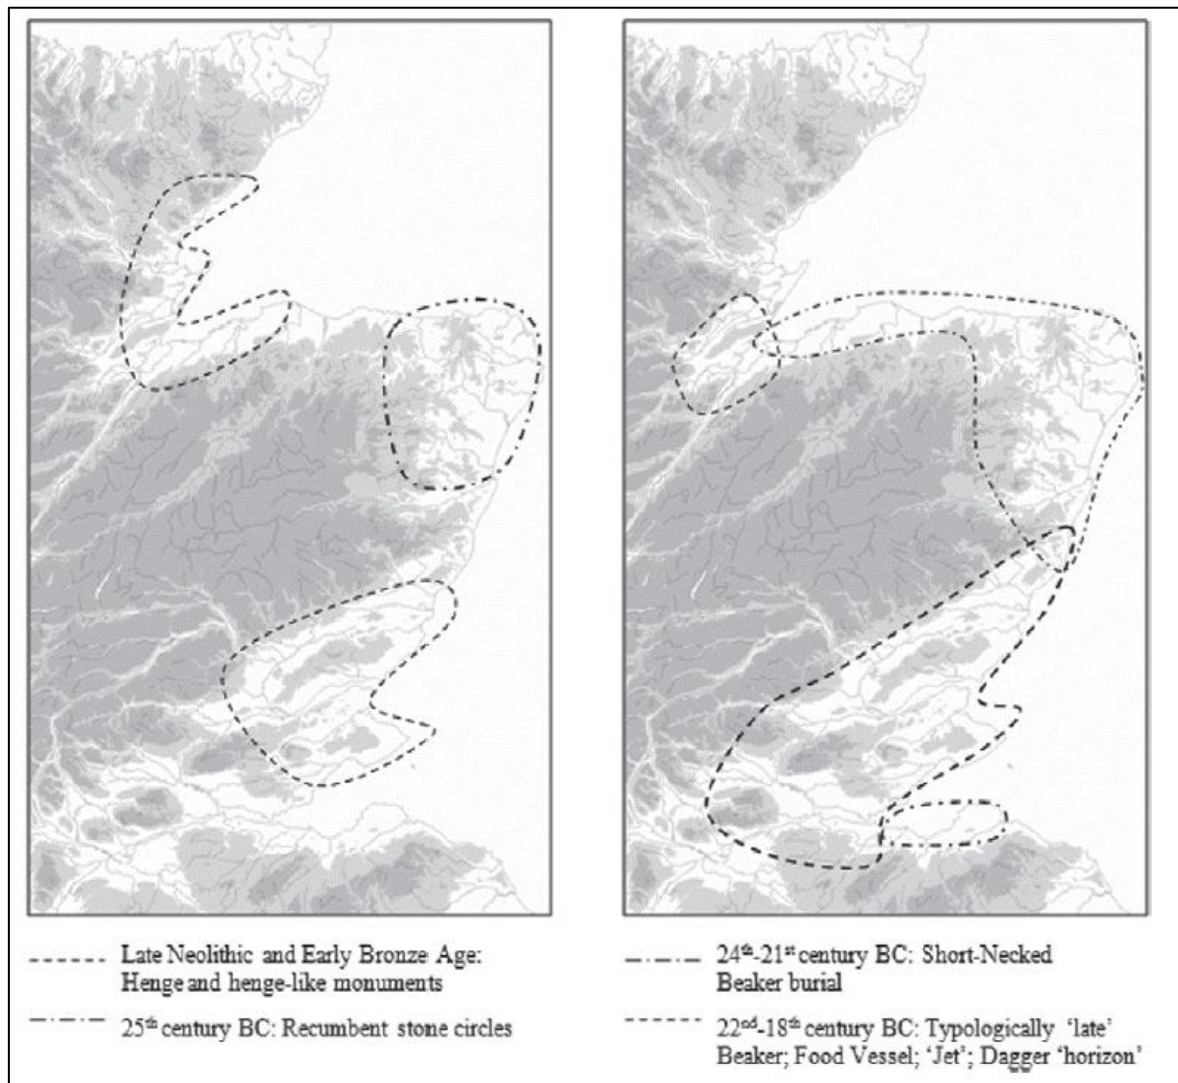 Late Neolithic and Early Bronze Age:
Henge and henge-like monuments
25th century BC: Recumbent stone circles
24th-21st century BC: Short-Necked
Beaker burial
22nd-18th century BC: Typologically ‘late’
Beaker; Food Vessel; ‘Jet’; Dagger ‘horizon’